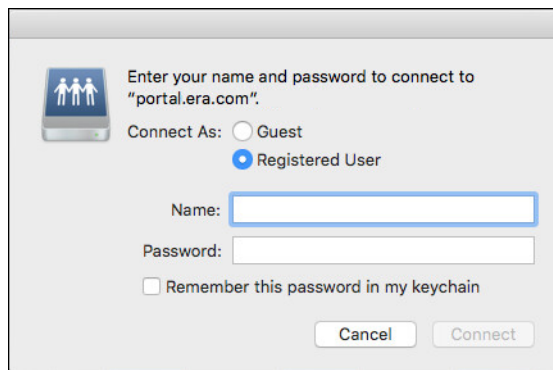 Enter your name and password to connect to
“portal.era.com”.
Connect As: Guest
Registered User
Name:
Password:
Remember this password in my keychain
Cancel Connect